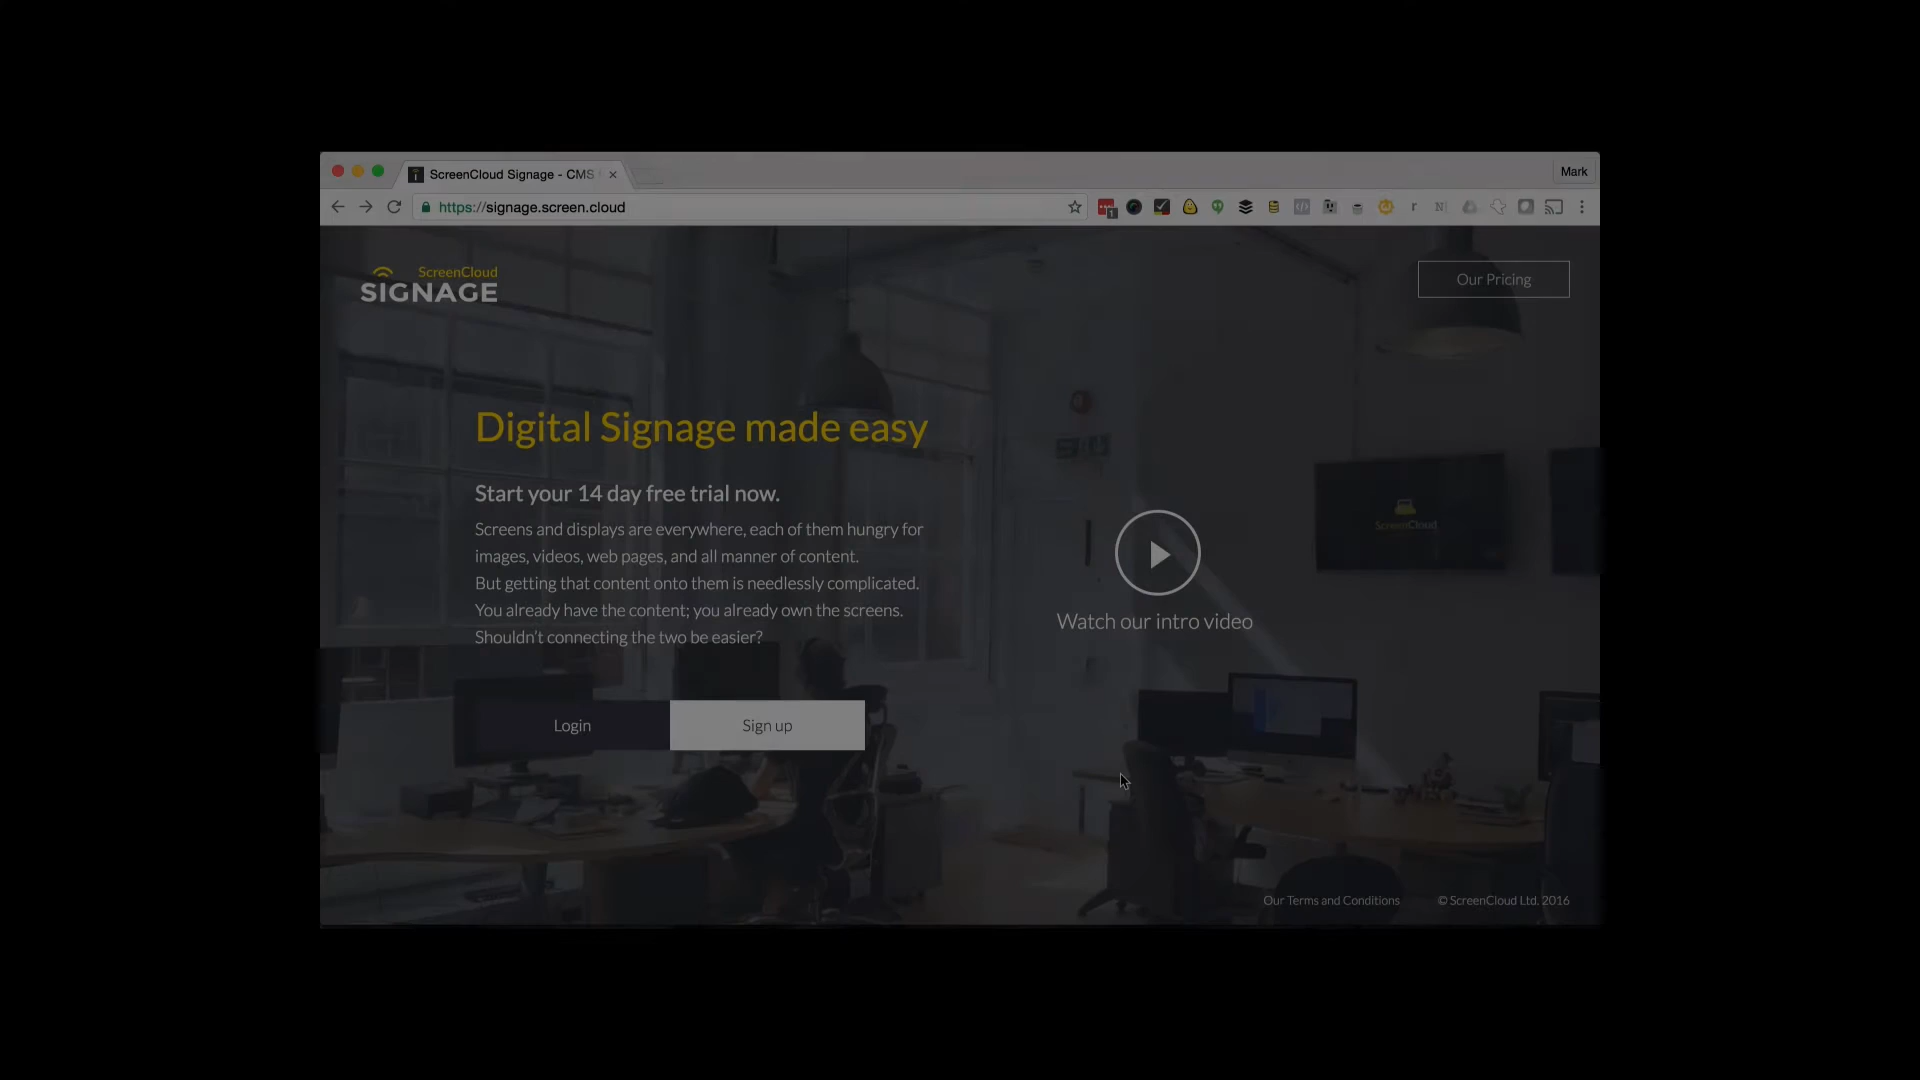 ScreenCloud Signage - CMS
Mark
https://signage.screen.cloud
1
ScreenCloud
SIGNAGE
Our Pricing
Digital Signage made easy
Start your 14 day free trial now.
Screens and displays are everywhere, each of them hungry for
images, videos, web pages, and all manner of content.
But getting that content onto them is needlessly complicated.
You already have the content; you already own the screens.
Shouldn't connecting the two be easier?
ScreenCloud
Watch our intro video
Login
Sign up
Our Terms and Conditions
© ScreenCloud Ltd. 2016